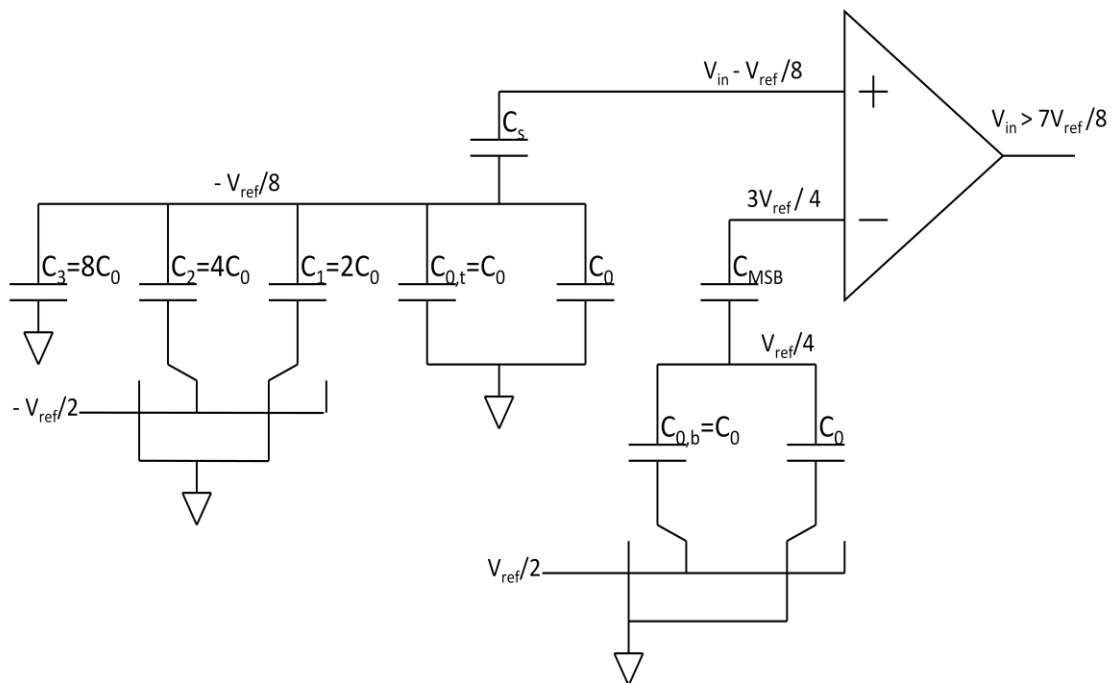 V_in - V_ref/8
+
C_s
V_in > 7V_ref/8
- V_ref/8
3V_ref/ 4
−
C_3=8C_0
C_2=4C_0
C_1=2C_0
C_0,t=C_0
C_0
C_MSB
V_ref/4
- V_ref/2
C_0,b=C_0
C_0
V_ref/2